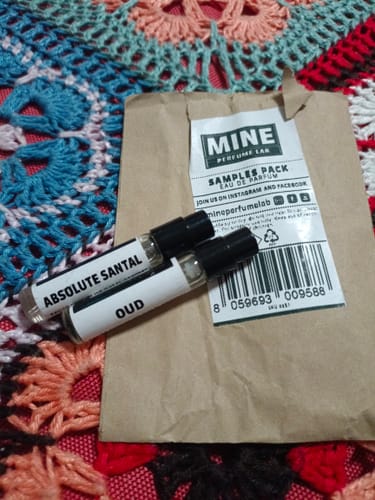 MINE
PERFUME LAB
SAMPLES PACK
EAU DE PARFUM
JOIN US ON INSTAGRAM AND FACEBOOK
mineperfumelab
8 059693 009588
ABSOLUTE SANTAL
OUD